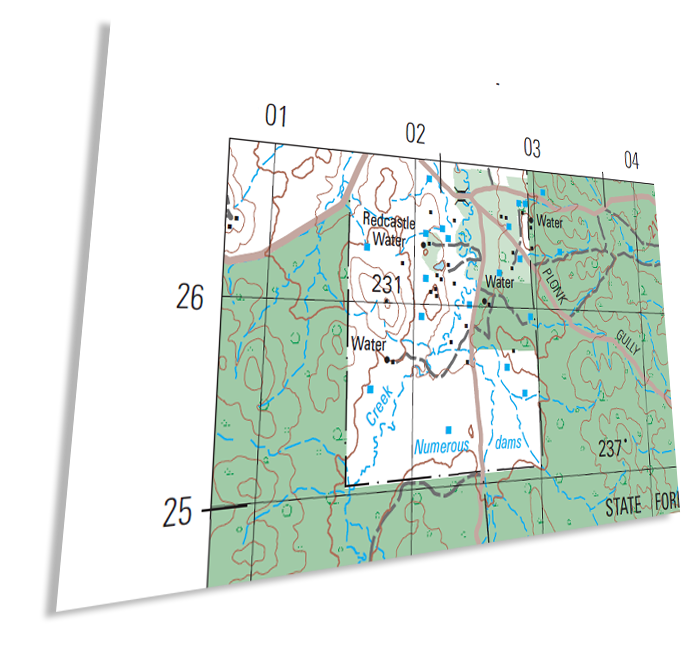 01
02
03
04
Redcastle
Water
Water
231
Water
26
PLONK
GULLY
Water
Creek
Numerous dams
237
25
STATE FOR